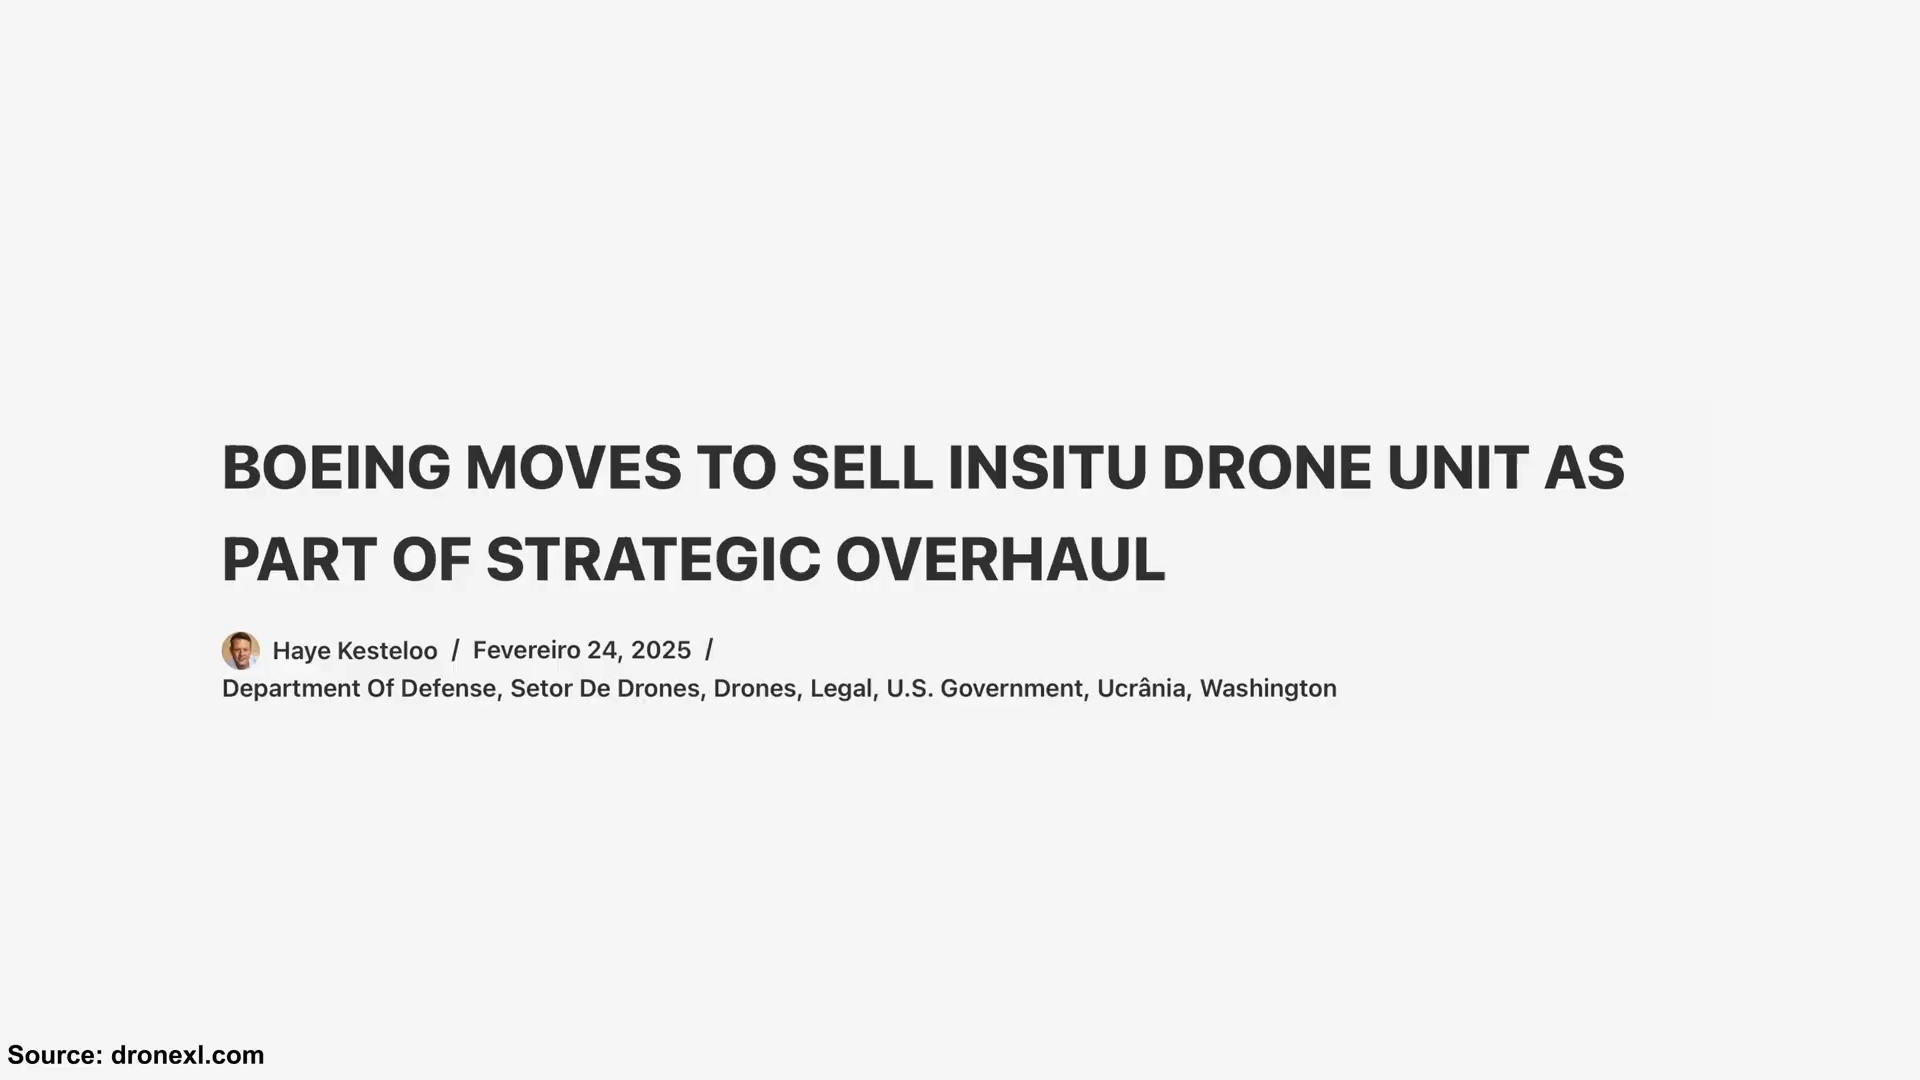 BOEING MOVES TO SELL INSITU DRONE UNIT AS
PART OF STRATEGIC OVERHAUL
Haye Kesteloo / Fevereiro 24, 2025 /
Department Of Defense, Setor De Drones, Drones, Legal, U.S. Government, Ucrânia, Washington
Source: dronexl.com